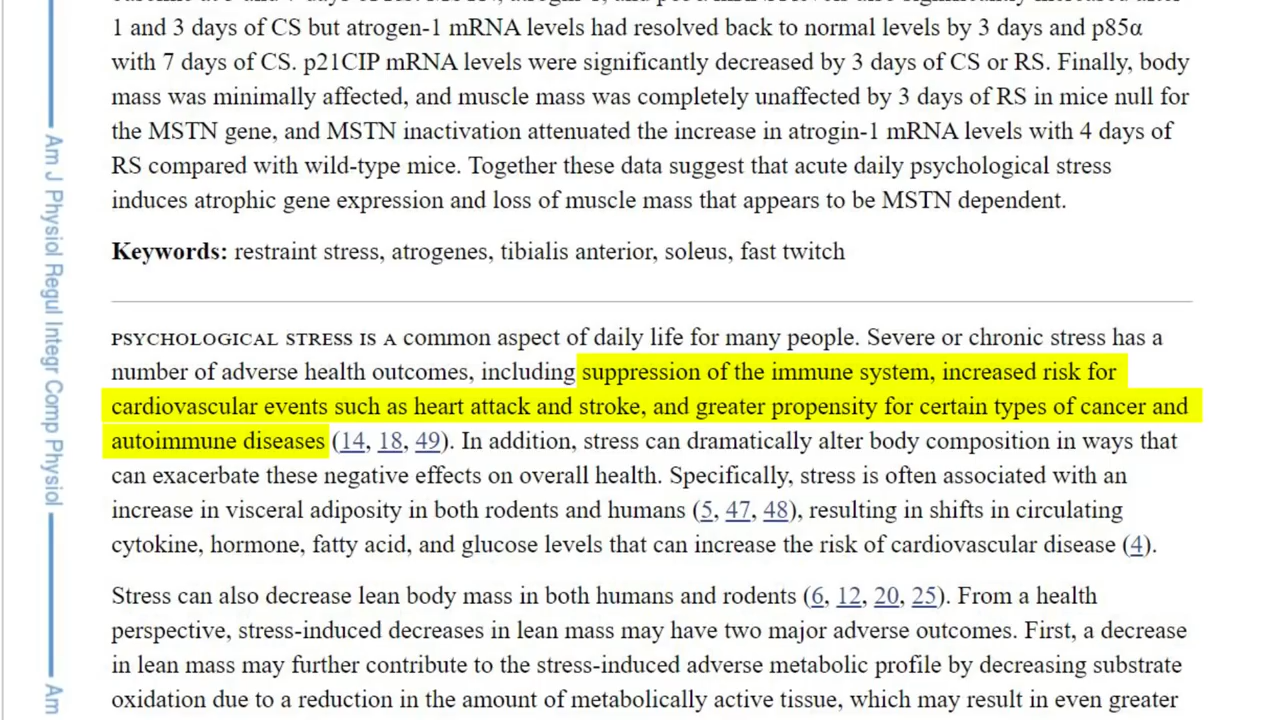 1 and 3 days of CS but atrogen-1 mRNA levels had resolved back to normal levels by 3 days and p85α
with 7 days of CS. p21CIP mRNA levels were significantly decreased by 3 days of CS or RS. Finally, body
mass was minimally affected, and muscle mass was completely unaffected by 3 days of RS in mice null for
the MSTN gene, and MSTN inactivation attenuated the increase in atrogin-1 mRNA levels with 4 days of
RS compared with wild-type mice. Together these data suggest that acute daily psychological stress
induces atrophic gene expression and loss of muscle mass that appears to be MSTN dependent.
Keywords: restraint stress, atrogenes, tibialis anterior, soleus, fast twitch
PSYCHOLOGICAL STRESS IS A common aspect of daily life for many people. Severe or chronic stress has a
number of adverse health outcomes, including suppression of the immune system, increased risk for
cardiovascular events such as heart attack and stroke, and greater propensity for certain types of cancer and
autoimmune diseases (14, 18, 49). In addition, stress can dramatically alter body composition in ways that
can exacerbate these negative effects on overall health. Specifically, stress is often associated with an
increase in visceral adiposity in both rodents and humans (5, 47, 48), resulting in shifts in circulating
cytokine, hormone, fatty acid, and glucose levels that can increase the risk of cardiovascular disease (4).
Stress can also decrease lean body mass in both humans and rodents (6, 12, 20, 25). From a health
perspective, stress-induced decreases in lean mass may have two major adverse outcomes. First, a decrease
in lean mass may further contribute to the stress-induced adverse metabolic profile by decreasing substrate
oxidation due to a reduction in the amount of metabolically active tissue, which may result in even greater
Am J Physiol Regul Integr Comp Physiol
Am